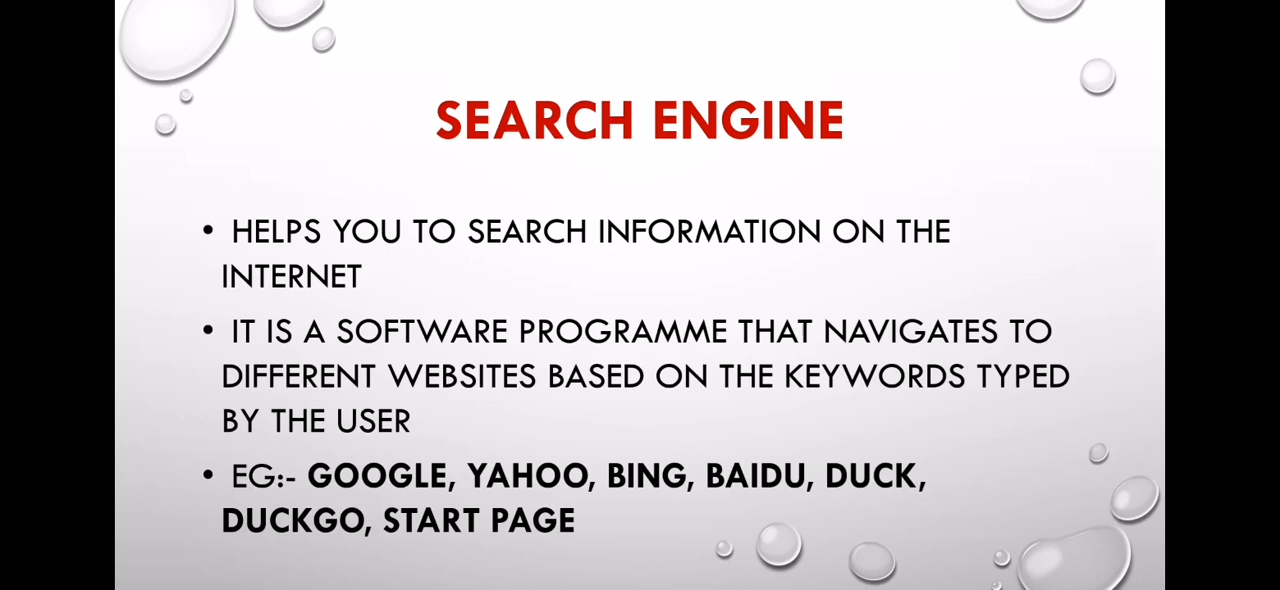 SEARCH ENGINE
• HELPS YOU TO SEARCH INFORMATION ON THE
INTERNET
• IT IS A SOFTWARE PROGRAMME THAT NAVIGATES TO
DIFFERENT WEBSITES BASED ON THE KEYWORDS TYPED
BY THE USER
• EG:- GOOGLE, YAHOO, BING, BAIDU, DUCK,
DUCKGO, START PAGE